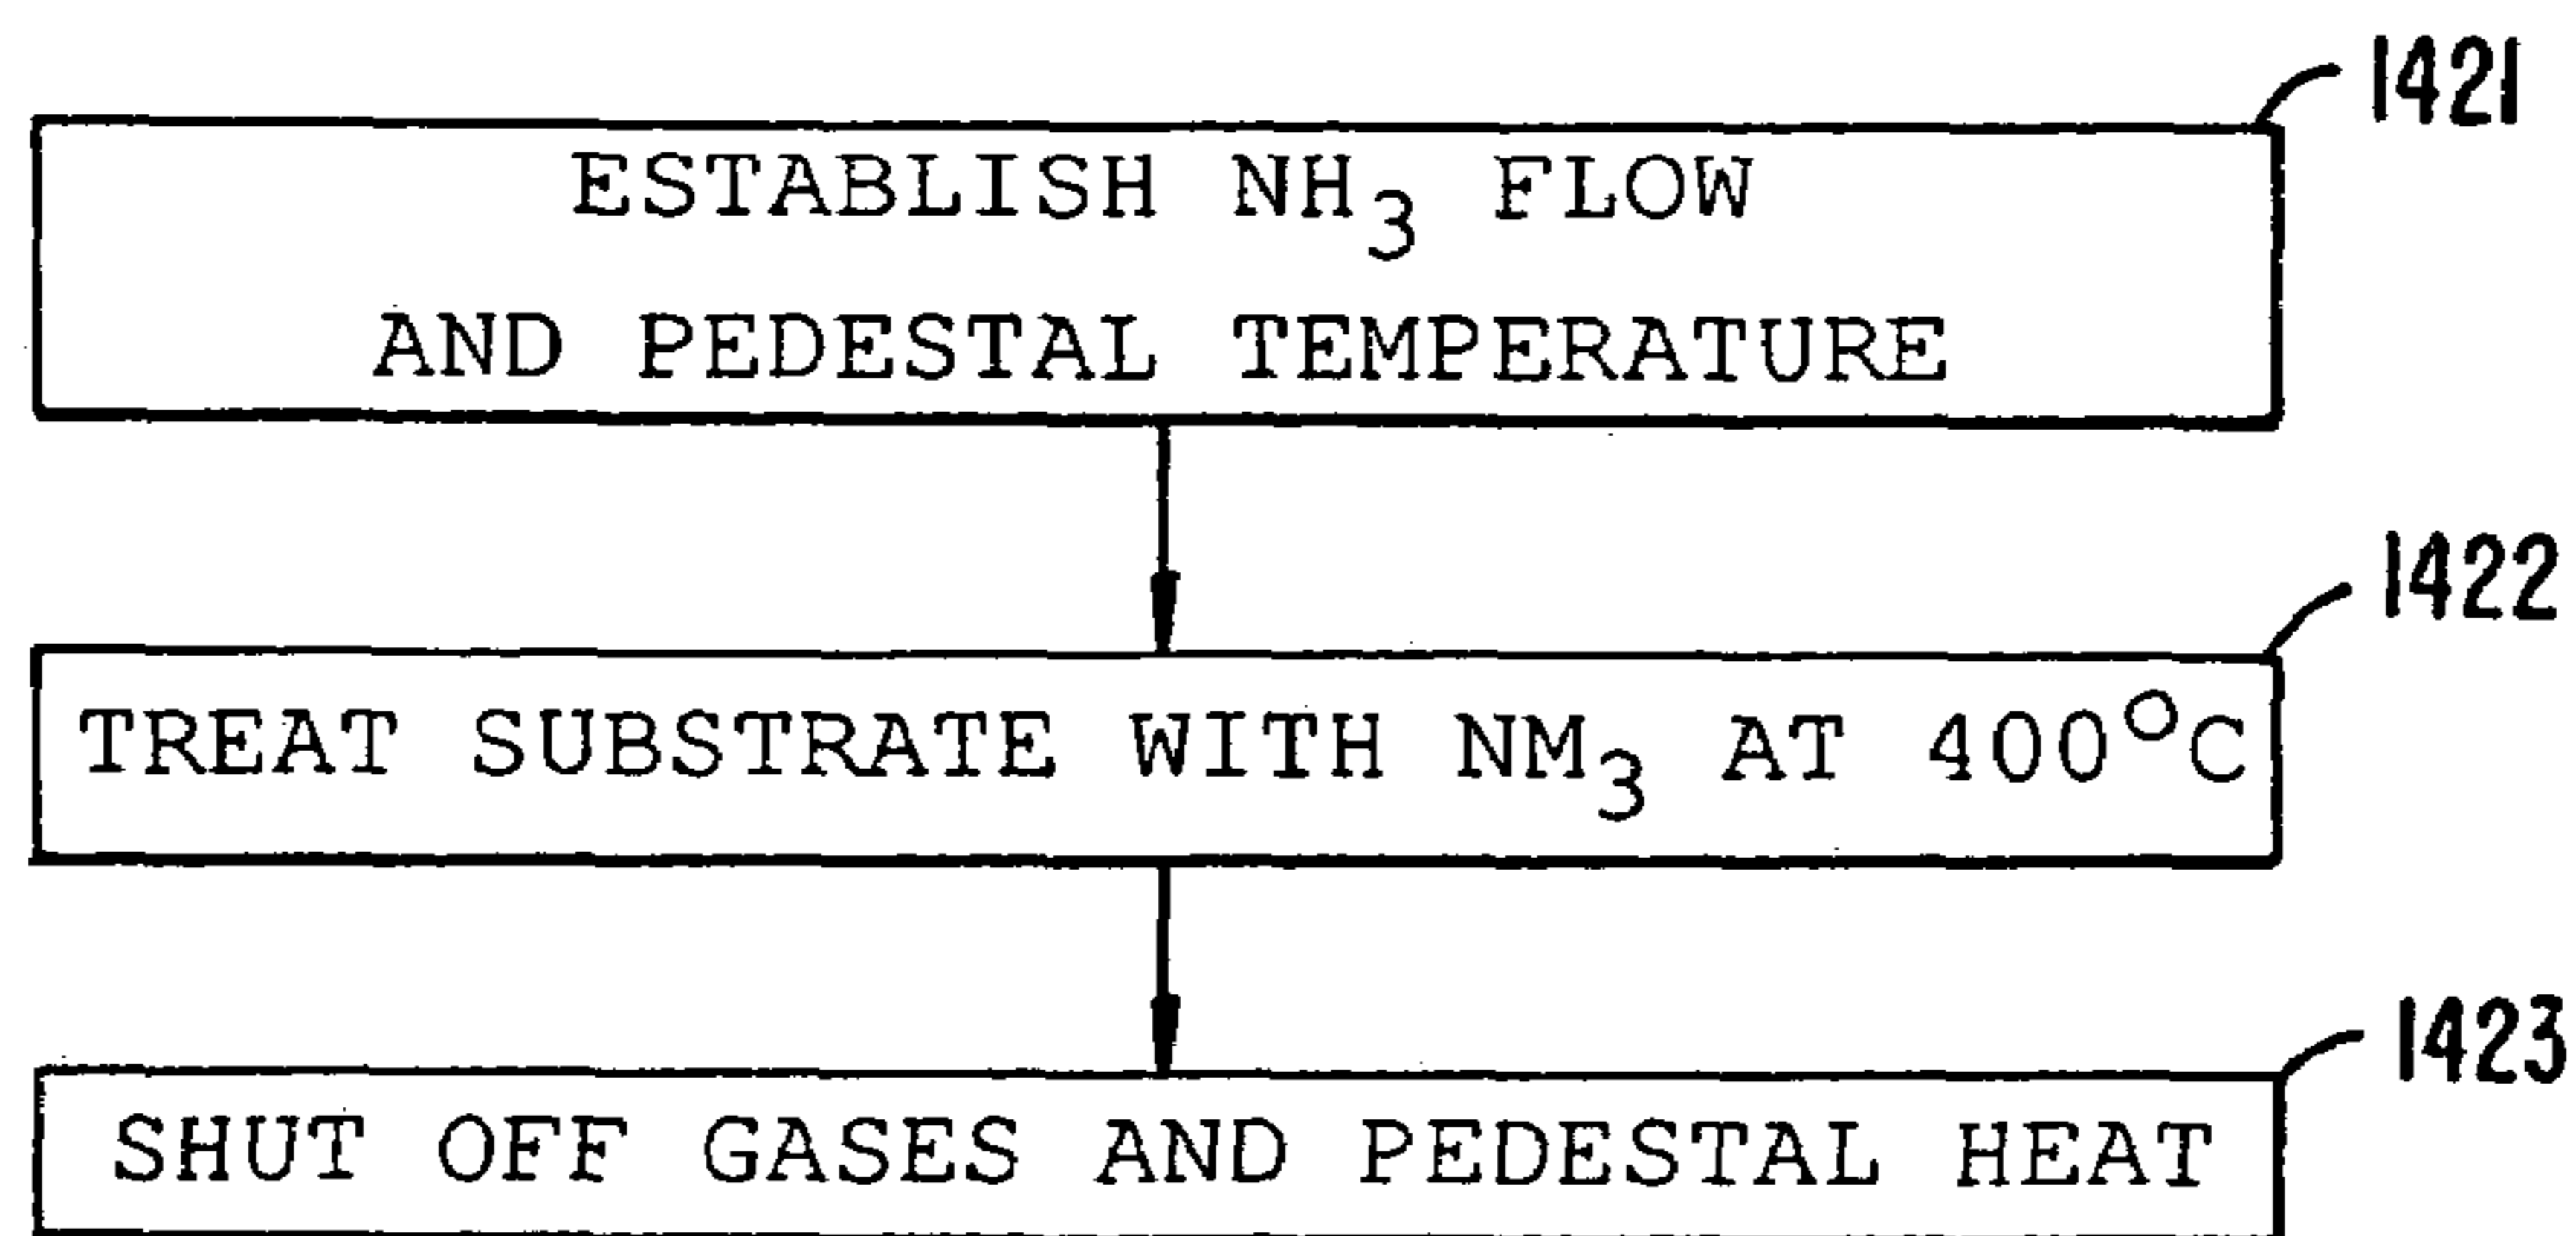 1421
ESTABLISH NH₃ FLOW
AND PEDESTAL TEMPERATURE
1422
TREAT SUBSTRATE WITH NM₃ AT 400°C
1423
SHUT OFF GASES AND PEDESTAL HEAT